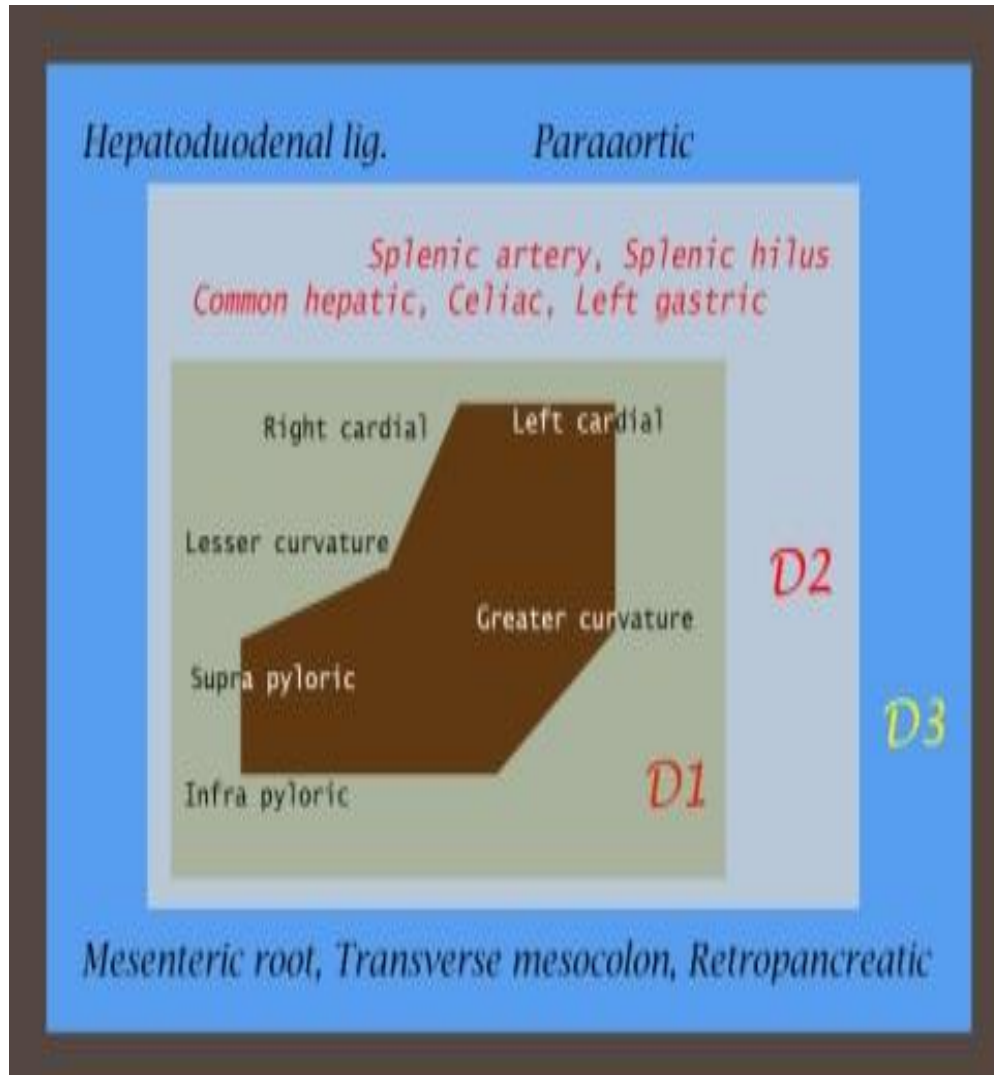 Hepatoduodenal lig. Paraaortic
Splenic artery, Splenic hilus
Common hepatic, Celiac, Left gastric
Right cardial
Left cardial
Lesser curvature
D2
Greater curvature
Supra pyloric
D3
D1
Infra pyloric
Mesenteric root, Transverse mesocolon, Retropancreatic